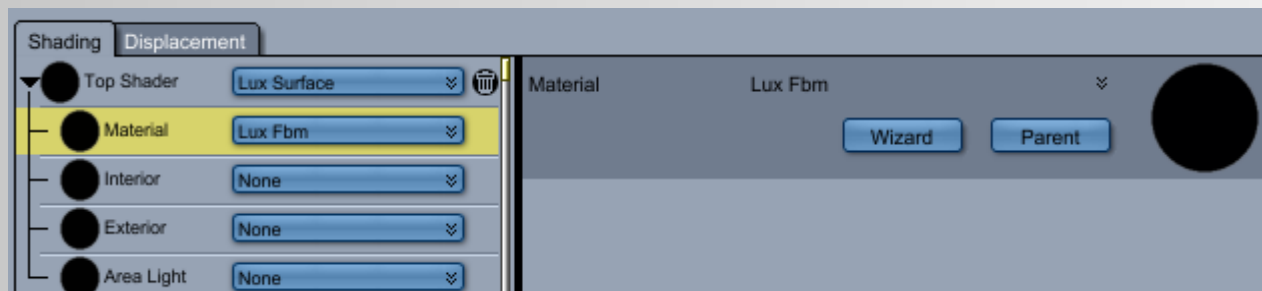 Shading Displacement
Top Shader Lux Surface
Material Lux Fbm
Interior None
Exterior None
Area Light None
Material Lux Fbm
Wizard Parent